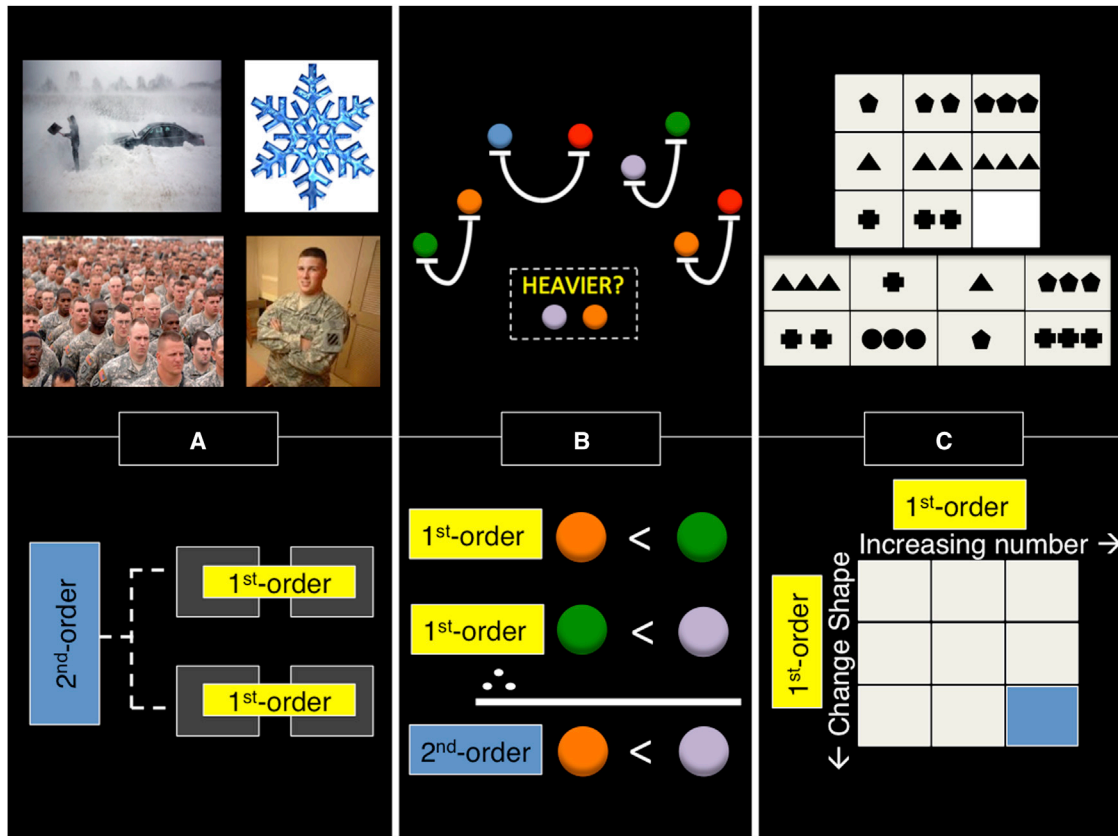 HEAVIER?
A
B
C
2nd-order
1st-order
1st-order
1st-order
<
1st-order
<
2nd-order
<
1st-order
Increasing number →
1st-order
← Change Shape